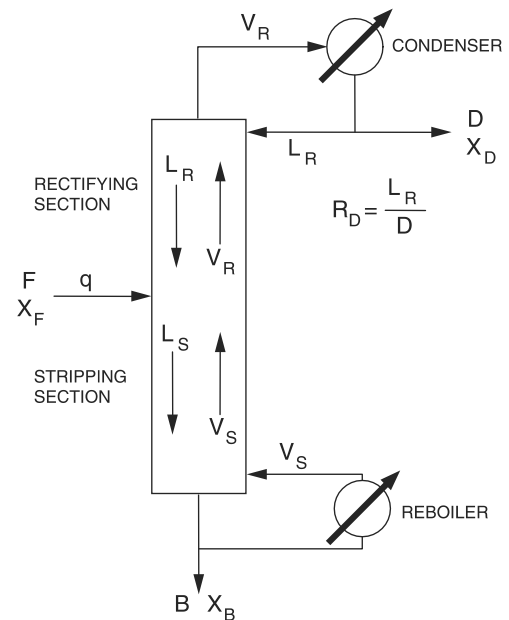 V_R
CONDENSER
D
X_D
L_R
L_R
RECTIFYING
SECTION
R_D = L_R / D
V_R
F
q
X_F
L_S
STRIPPING
SECTION
V_S
V_S
REBOILER
B X_B